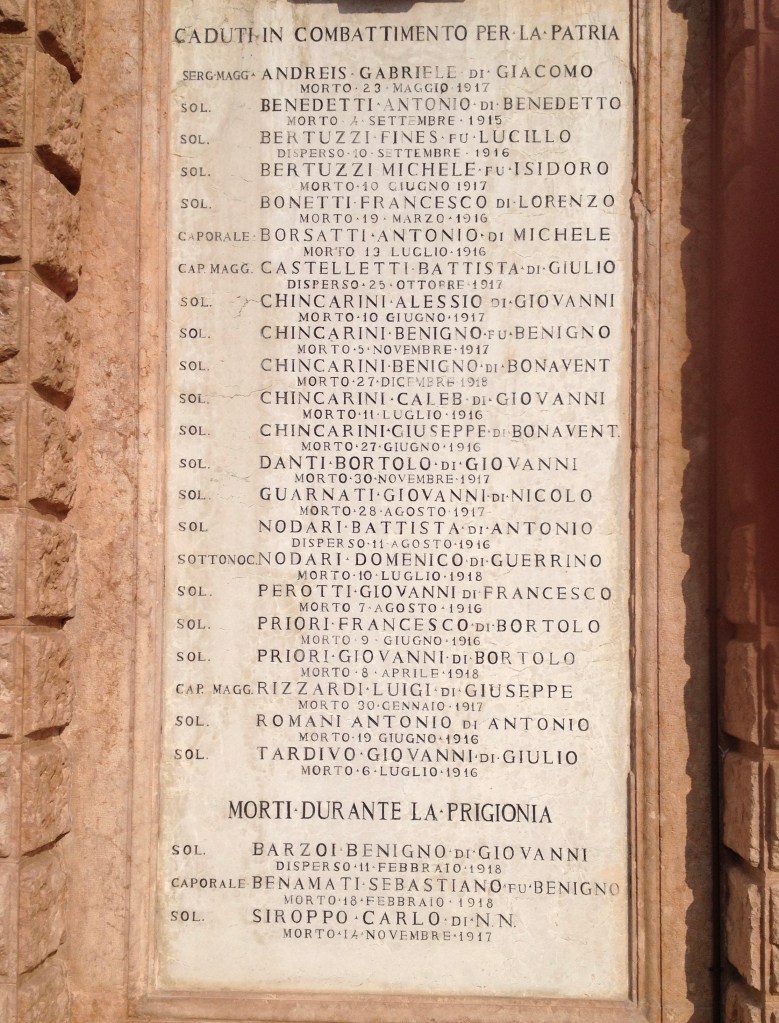 CADUTI·IN COMBATTIMENTO PER·LA·PATRIA
SERG·MAGG· ANDREIS·GABRIELE·DI·GIACOMO
MORTO·23·MAGGIO 1917
SOL. BENEDETTI·ANTONIO·DI·BENEDETTO
MORTO·4·SETTEMBRE·1915
SOL. BERTUZZI·FINES·FU·LUCILLO
DISPERSO·10·SETTEMBRE·1916
SOL. BERTUZZI MICHELE·FU·ISIDORO
MORTO·10 GIUGNO 1917
SOL. BONETTI·FRANCESCO DI·LORENZO
MORTO·19·MARZO·1916
CAPORALE·BORSATTI·ANTONIO·DI MICHELE
MORTO 13 LUGLIO·1916
CAP.MAGG. CASTELLETTI·BATTISTA·DI·GIULIO
DISPERSO·25·OTTOBRE·1917
SOL. CHINCARINI·ALESSIO DI·GIOVANNI
MORTO·10 GIUGNO·1917
SOL. CHINCARINI·BENIGNO·FU·BENIGNO
MORTO·5·NOVEMBRE·1917
SOL. CHINCARINI·BENIGNO·DI·BONAVENT
MORTO·27·DICEMBRE·1918
SOL. CHINCARINI·CALEB·DI·GIOVANNI
MORTO·11·LUGLIO·1916
SOL. CHINCARINI·GIUSEPPE·DI·BONAVENT.
MORTO·27·GIUGNO·1916
SOL. DANTI·BORTOLO·DI·GIOVANNI
MORTO·30·NOVEMBRE·1917
SOL. GUARNATI·GIOVANNI·DI·NICOLO
MORTO·28·AGOSTO·1917
SOL. NODARI·BATTISTA·DI·ANTONIO
DISPERSO·11·AGOSTO·1916
SOTTONOC.NODARI·DOMENICO·DI·GUERRINO
MORTO·10·LUGLIO·1918
SOL. PEROTTI·GIOVANNI·DI·FRANCESCO
MORTO 7·AGOSTO·1916
SOL. PRIORI·FRANCESCO·DI·BORTOLO
MORTO·9·GIUGNO·1916
SOL. PRIORI·GIOVANNI·DI·BORTOLO
MORTO·8·APRILE·1918
CAP. MAGG. RIZZARDI·LUIGI·DI·GIUSEPPE
MORTO 30·GENNAIO·1917
SOL. ROMANI ANTONIO DI ANTONIO
MORTO·19 GIUGNO·1916
SOL. TARDIVO·GIOVANNI·DI·GIULIO
MORTO·6·LUGLIO·1916
MORTI·DURANTE LA·PRIGIONIA
SOL. BARZOI·BENIGNO·DI·GIOVANNI
DISPERSO·11·FEBBRAIO·1918
CAPORALE·BENAMATI·SEBASTIANO·FU·BENIGNO
MORTO·18·FEBBRAIO·1918
SOL. SIROPPO·CARLO·DI·N.N.
MORTO·14·NOVEMBRE·1917